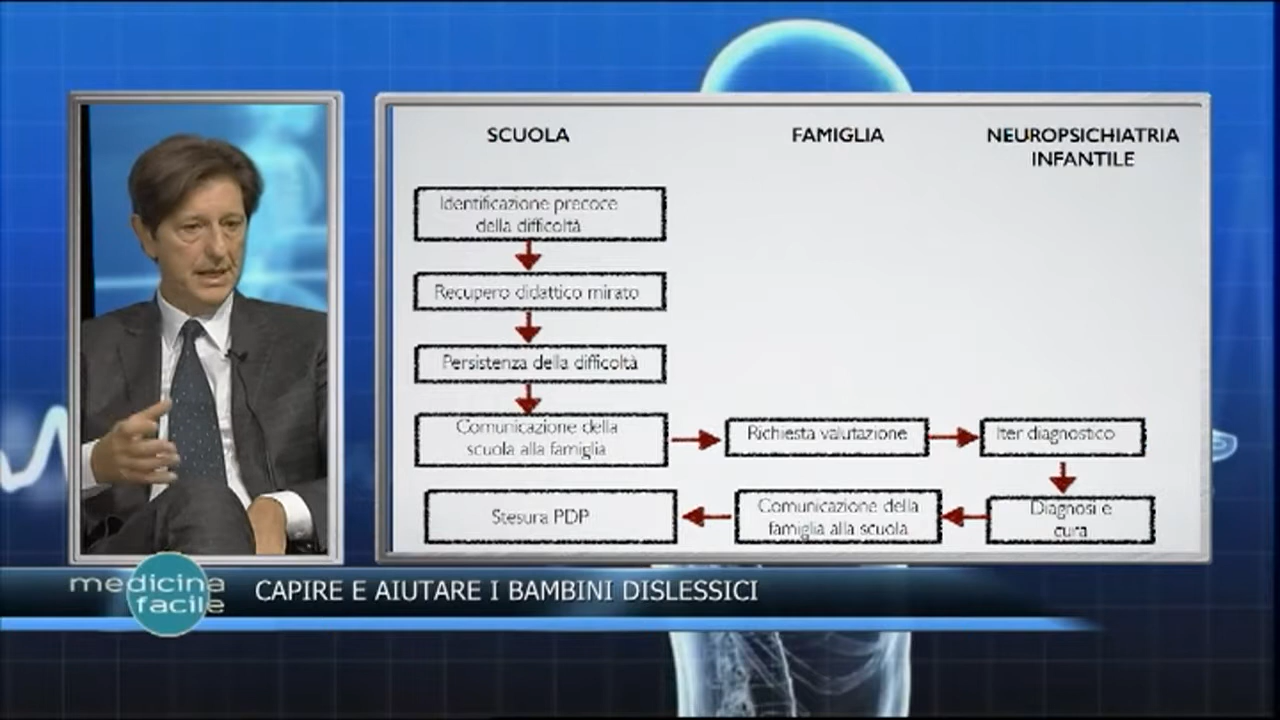 SCUOLA
FAMIGLIA
NEUROPSICHIATRIA
INFANTILE
Identificazione precoce
della difficoltà
Recupero didattico mirato
Persistenza della difficoltà
Comunicazione della
scuola alla famiglia
Richiesta valutazione
Iter diagnostico
Stesura PDP
Comunicazione della
famiglia alla scuola
Diagnosi e
cura
medicina
facile
CAPIRE E AIUTARE I BAMBINI DISLESSICI